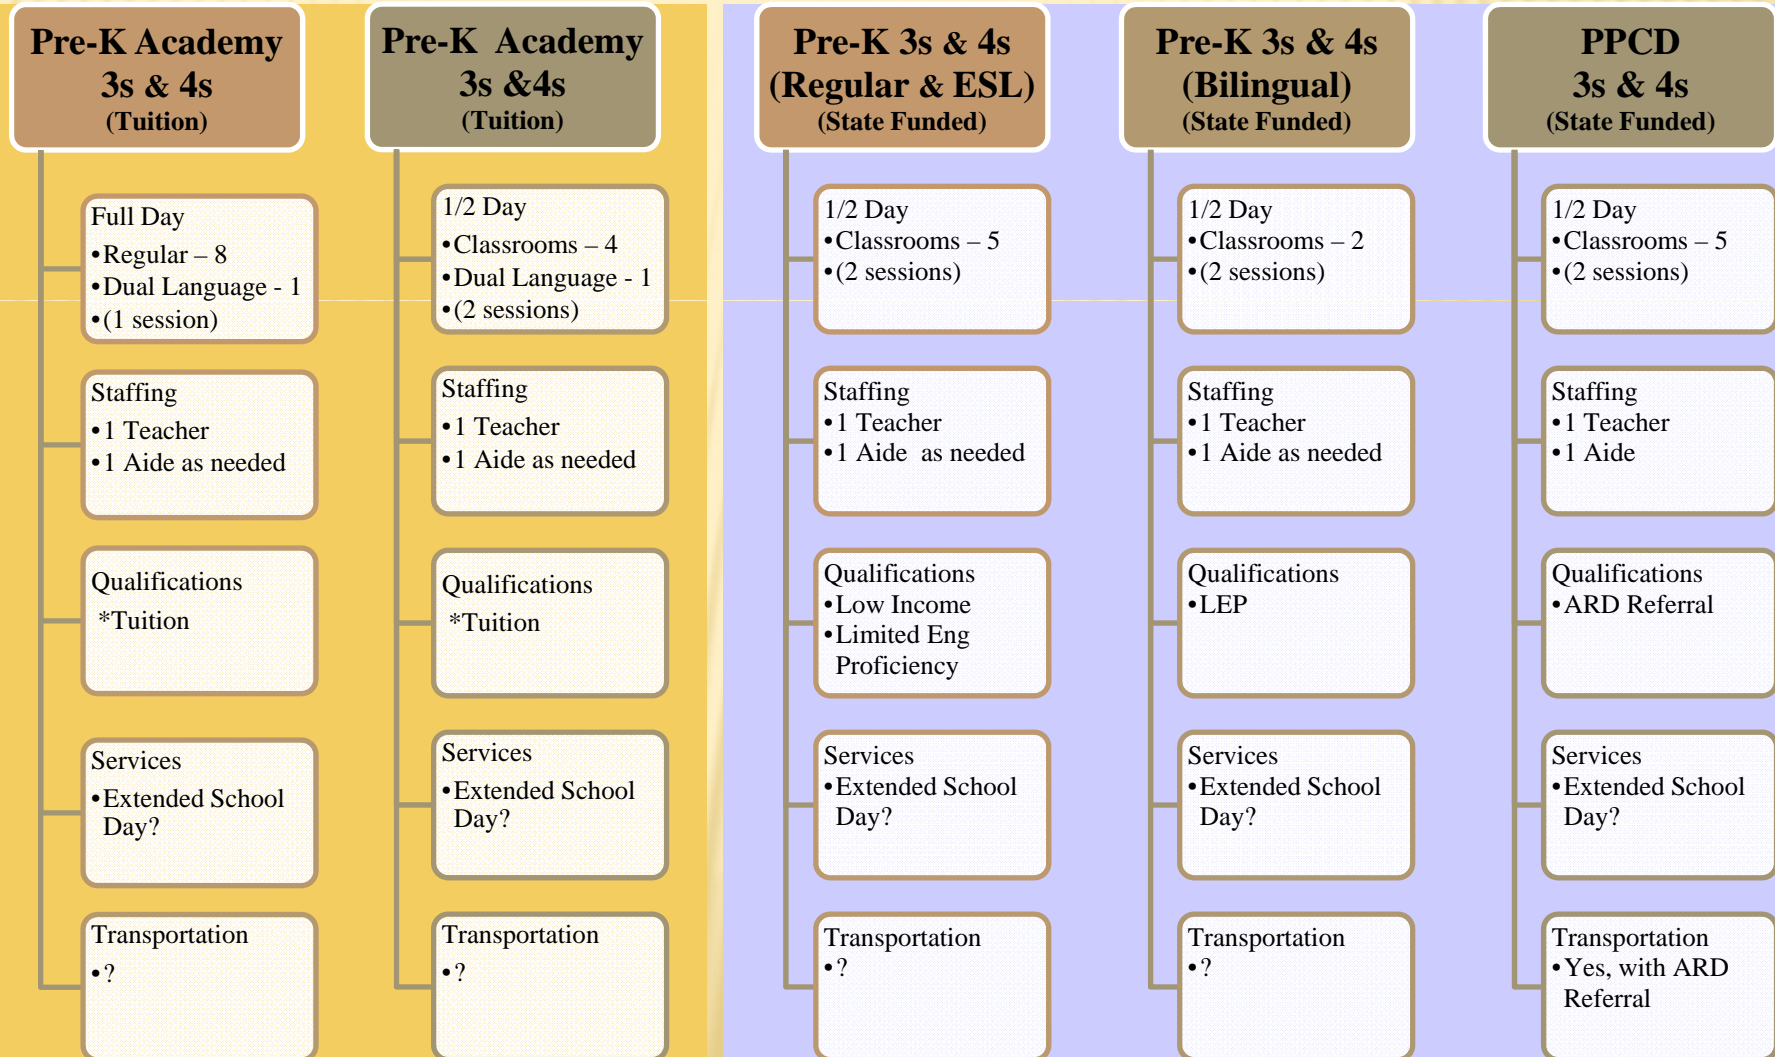 Pre-K Academy
3s & 4s
(Tuition)
Full Day
•Regular – 8
•Dual Language - 1
•(1 session)
Staffing
•1 Teacher
•1 Aide as needed
Qualifications
*Tuition
Services
•Extended School
Day?
Transportation
•?
Pre-K Academy
3s &4s
(Tuition)
1/2 Day
•Classrooms – 4
•Dual Language - 1
•(2 sessions)
Staffing
•1 Teacher
•1 Aide as needed
Qualifications
*Tuition
Services
•Extended School
Day?
Transportation
•?
Pre-K 3s & 4s
(Regular & ESL)
(State Funded)
1/2 Day
•Classrooms – 5
•(2 sessions)
Staffing
•1 Teacher
•1 Aide as needed
Qualifications
•Low Income
•Limited Eng
Proficiency
Services
•Extended School
Day?
Transportation
•?
Pre-K 3s & 4s
(Bilingual)
(State Funded)
1/2 Day
•Classrooms – 2
•(2 sessions)
Staffing
•1 Teacher
•1 Aide as needed
Qualifications
•LEP
Services
•Extended School
Day?
Transportation
•?
PPCD
3s & 4s
(State Funded)
1/2 Day
•Classrooms – 5
•(2 sessions)
Staffing
•1 Teacher
•1 Aide
Qualifications
•ARD Referral
Services
•Extended School
Day?
Transportation
•Yes, with ARD
Referral